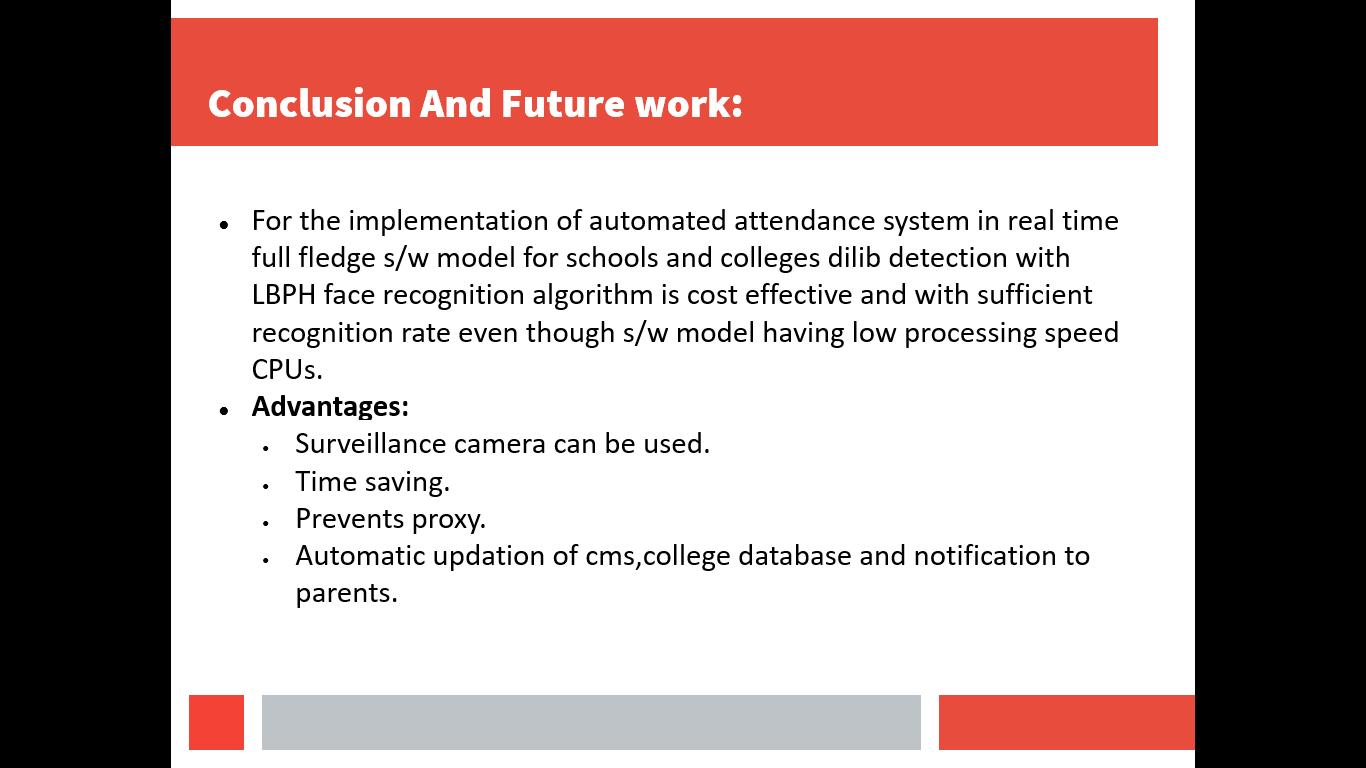 Conclusion And Future work:
For the implementation of automated attendance system in real time
full fledge s/w model for schools and colleges dilib detection with
LBPH face recognition algorithm is cost effective and with sufficient
recognition rate even though s/w model having low processing speed
CPUs.
Advantages:
Surveillance camera can be used.
Time saving.
Prevents proxy.
Automatic updation of cms,college database and notification to
parents.